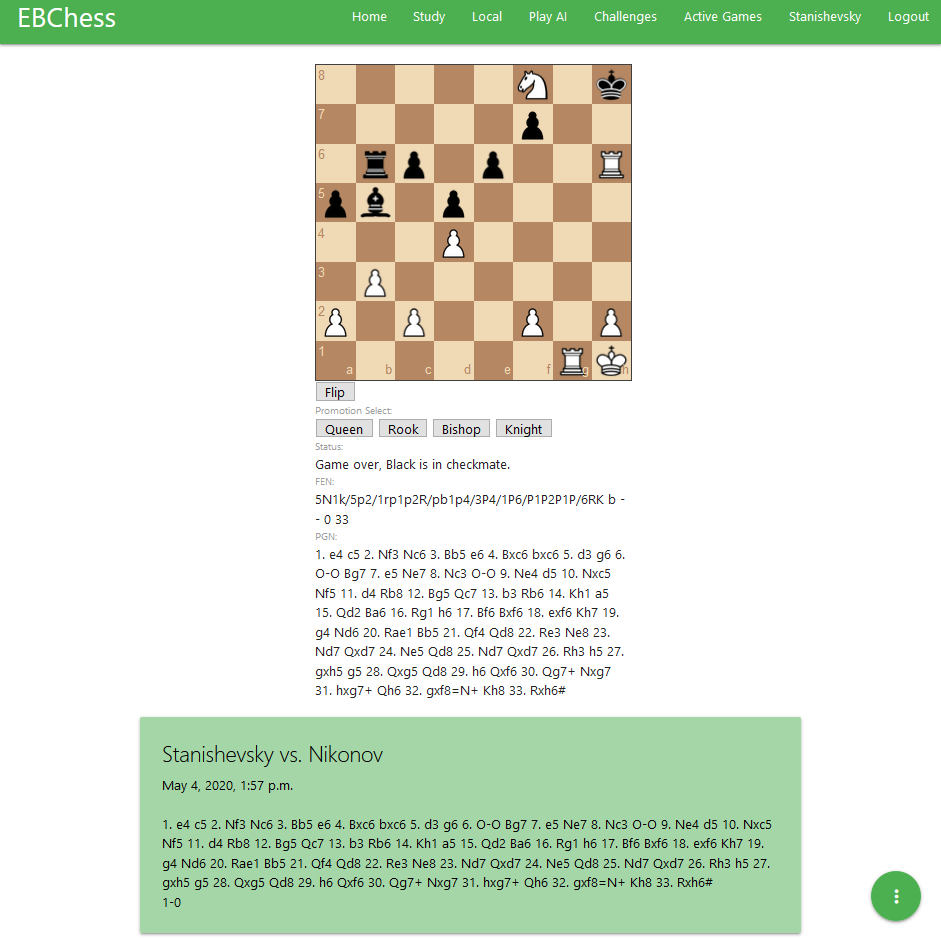 EBChess
Home Study Local Play AI Challenges Active Games Stanishevsky Logout
8
7
6
5
4
3
2
1
a b c d e f g h
Flip
Promotion Select:
Queen Rook Bishop Knight
Status:
Game over, Black is in checkmate.
FEN:
5N1k/5p2/1rp1p2R/pb1p4/3P4/1P6/P1P2P1P/6RK b -
- 0 33
PGN:
1. e4 c5 2. Nf3 Nc6 3. Bb5 e6 4. Bxc6 bxc6 5. d3 g6 6.
O-O Bg7 7. e5 Ne7 8. Nc3 O-O 9. Ne4 d5 10. Nxc5
Nf5 11. d4 Rb8 12. Bg5 Qc7 13. b3 Rb6 14. Kh1 a5
15. Qd2 Ba6 16. Rg1 h6 17. Bf6 Bxf6 18. exf6 Kh7 19.
g4 Nd6 20. Rae1 Bb5 21. Qf4 Qd8 22. Re3 Ne8 23.
Nd7 Qxd7 24. Ne5 Qd8 25. Nd7 Qxd7 26. Rh3 h5 27.
gxh5 g5 28. Qxg5 Qd8 29. h6 Qxf6 30. Qg7+ Nxg7
31. hxg7+ Qh6 32. gxf8=N+ Kh8 33. Rxh6#
Stanishevsky vs. Nikonov
May 4, 2020, 1:57 p.m.
1. e4 c5 2. Nf3 Nc6 3. Bb5 e6 4. Bxc6 bxc6 5. d3 g6 6. O-O Bg7 7. e5 Ne7 8. Nc3 O-O 9. Ne4 d5 10. Nxc5
Nf5 11. d4 Rb8 12. Bg5 Qc7 13. b3 Rb6 14. Kh1 a5 15. Qd2 Ba6 16. Rg1 h6 17. Bf6 Bxf6 18. exf6 Kh7 19.
g4 Nd6 20. Rae1 Bb5 21. Qf4 Qd8 22. Re3 Ne8 23. Nd7 Qxd7 24. Ne5 Qd8 25. Nd7 Qxd7 26. Rh3 h5 27.
gxh5 g5 28. Qxg5 Qd8 29. h6 Qxf6 30. Qg7+ Nxg7 31. hxg7+ Qh6 32. gxf8=N+ Kh8 33. Rxh6#
1-0